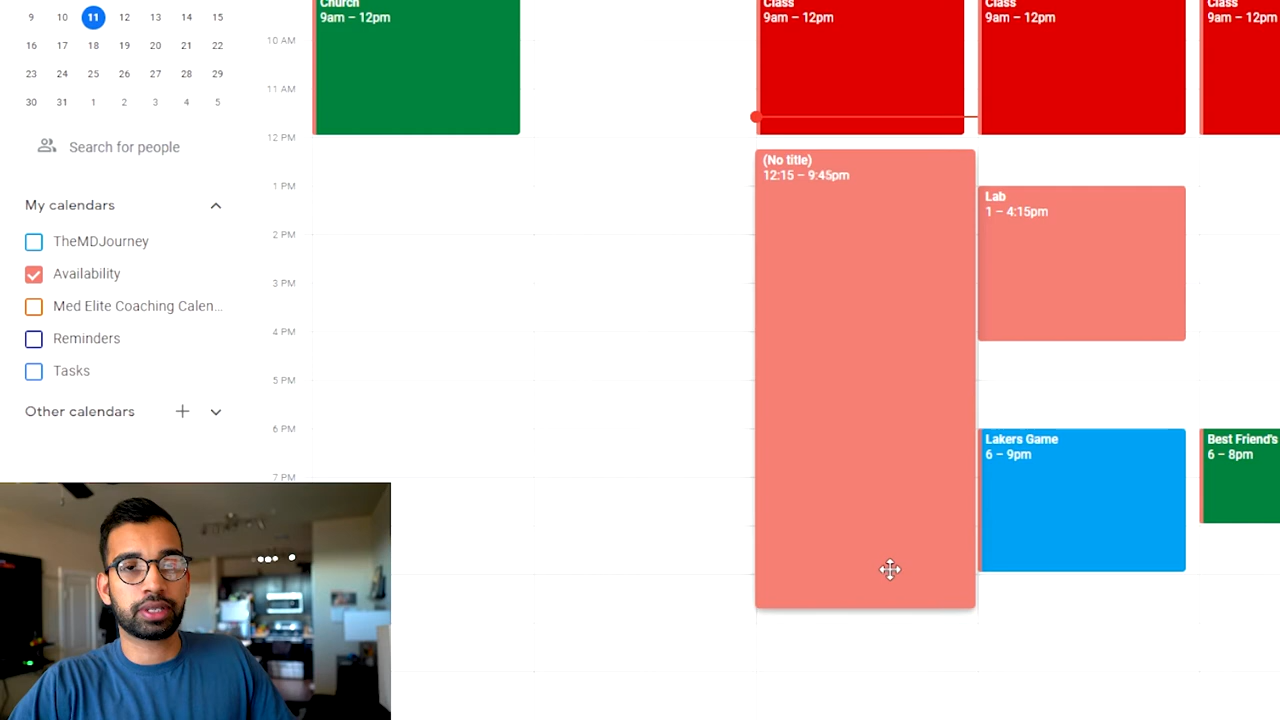 9 10 11 12 13 14 15
16 17 18 19 20 21 22
23 24 25 26 27 28 29
30 31 1 2 3 4 5
Search for people
My calendars
TheMDJourney
Availability
Med Elite Coaching Calen...
Reminders
Tasks
Other calendars
10 AM
11 AM
12 PM
1 PM
2 PM
3 PM
4 PM
5 PM
6 PM
7 PM
Church
9am – 12pm
Class
9am – 12pm
(No title)
12:15 – 9:45pm
Class
9am – 12pm
Lab
1 – 4:15pm
Lakers Game
6 – 9pm
Class
9am – 12pm
Best Friend's
6 – 8pm